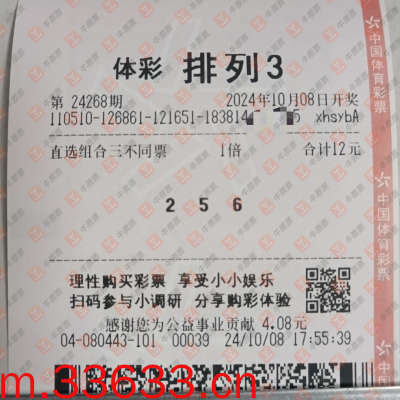 体彩 排列3
第 24268期 2024年10月08日开奖
110510-126861-121651-183814 6 xhsybA
直选组合三不同票 1倍 合计12元
2 5 6
理性购买彩票 享受小小娱乐
扫码参与小调研 分享购彩体验
感谢您为公益事业贡献 4.08元
04-080443-101 00039 24/10/08 17:55:39
m.33633.cn
中国体育彩票
中国体育彩票